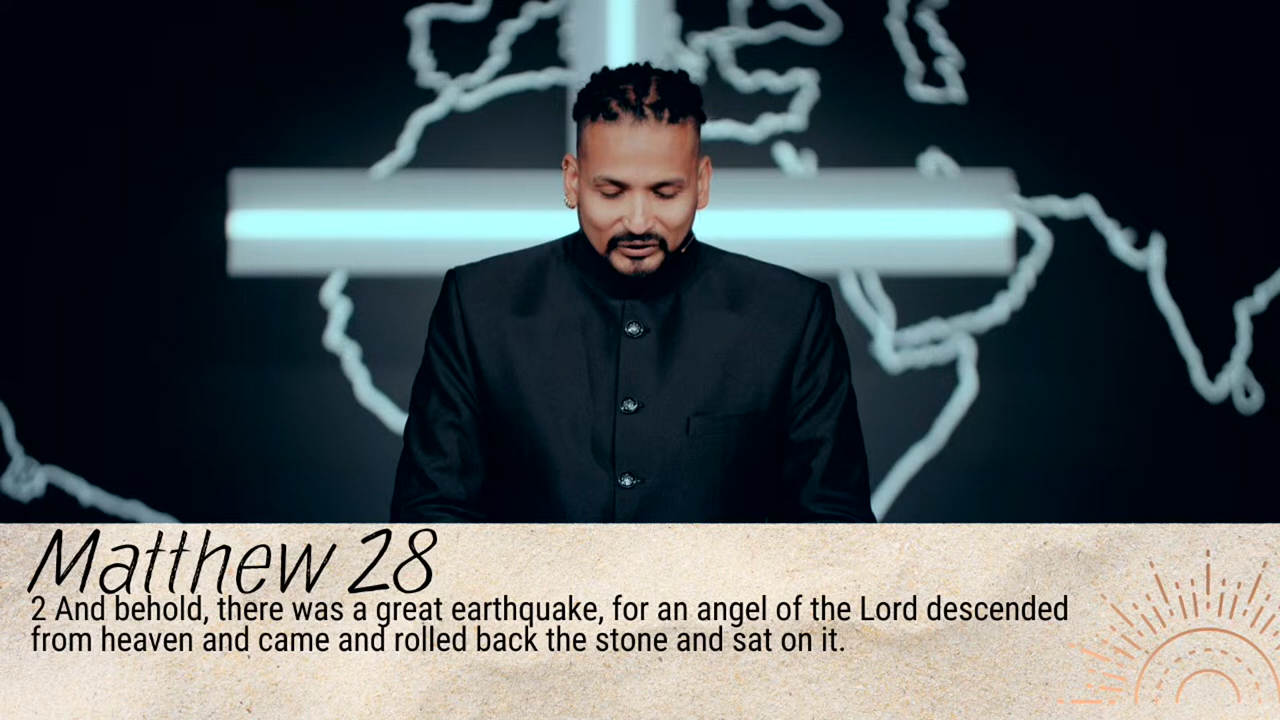 Matthew 28
2 And behold, there was a great earthquake, for an angel of the Lord descended
from heaven and came and rolled back the stone and sat on it.